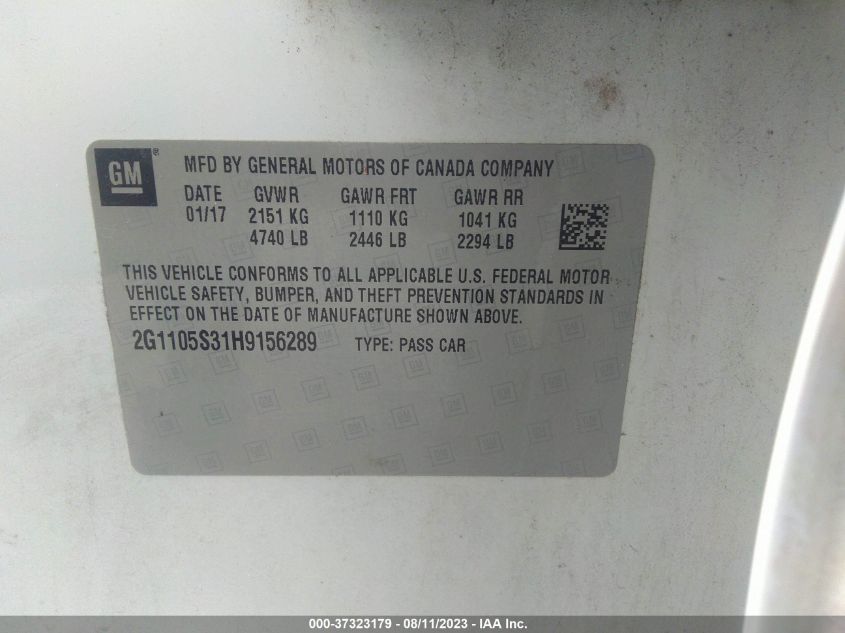 GM ® MFD BY GENERAL MOTORS OF CANADA COMPANY
DATE GVWR GAWR FRT GAWR RR
01/17 2151 KG 1110 KG 1041 KG
4740 LB 2446 LB 2294 LB
THIS VEHICLE CONFORMS TO ALL APPLICABLE U.S. FEDERAL MOTOR
VEHICLE SAFETY, BUMPER, AND THEFT PREVENTION STANDARDS IN
EFFECT ON THE DATE OF MANUFACTURE SHOWN ABOVE.
2G1105S31H9156289 TYPE: PASS CAR
000-37323179 - 08/11/2023 - IAA Inc.